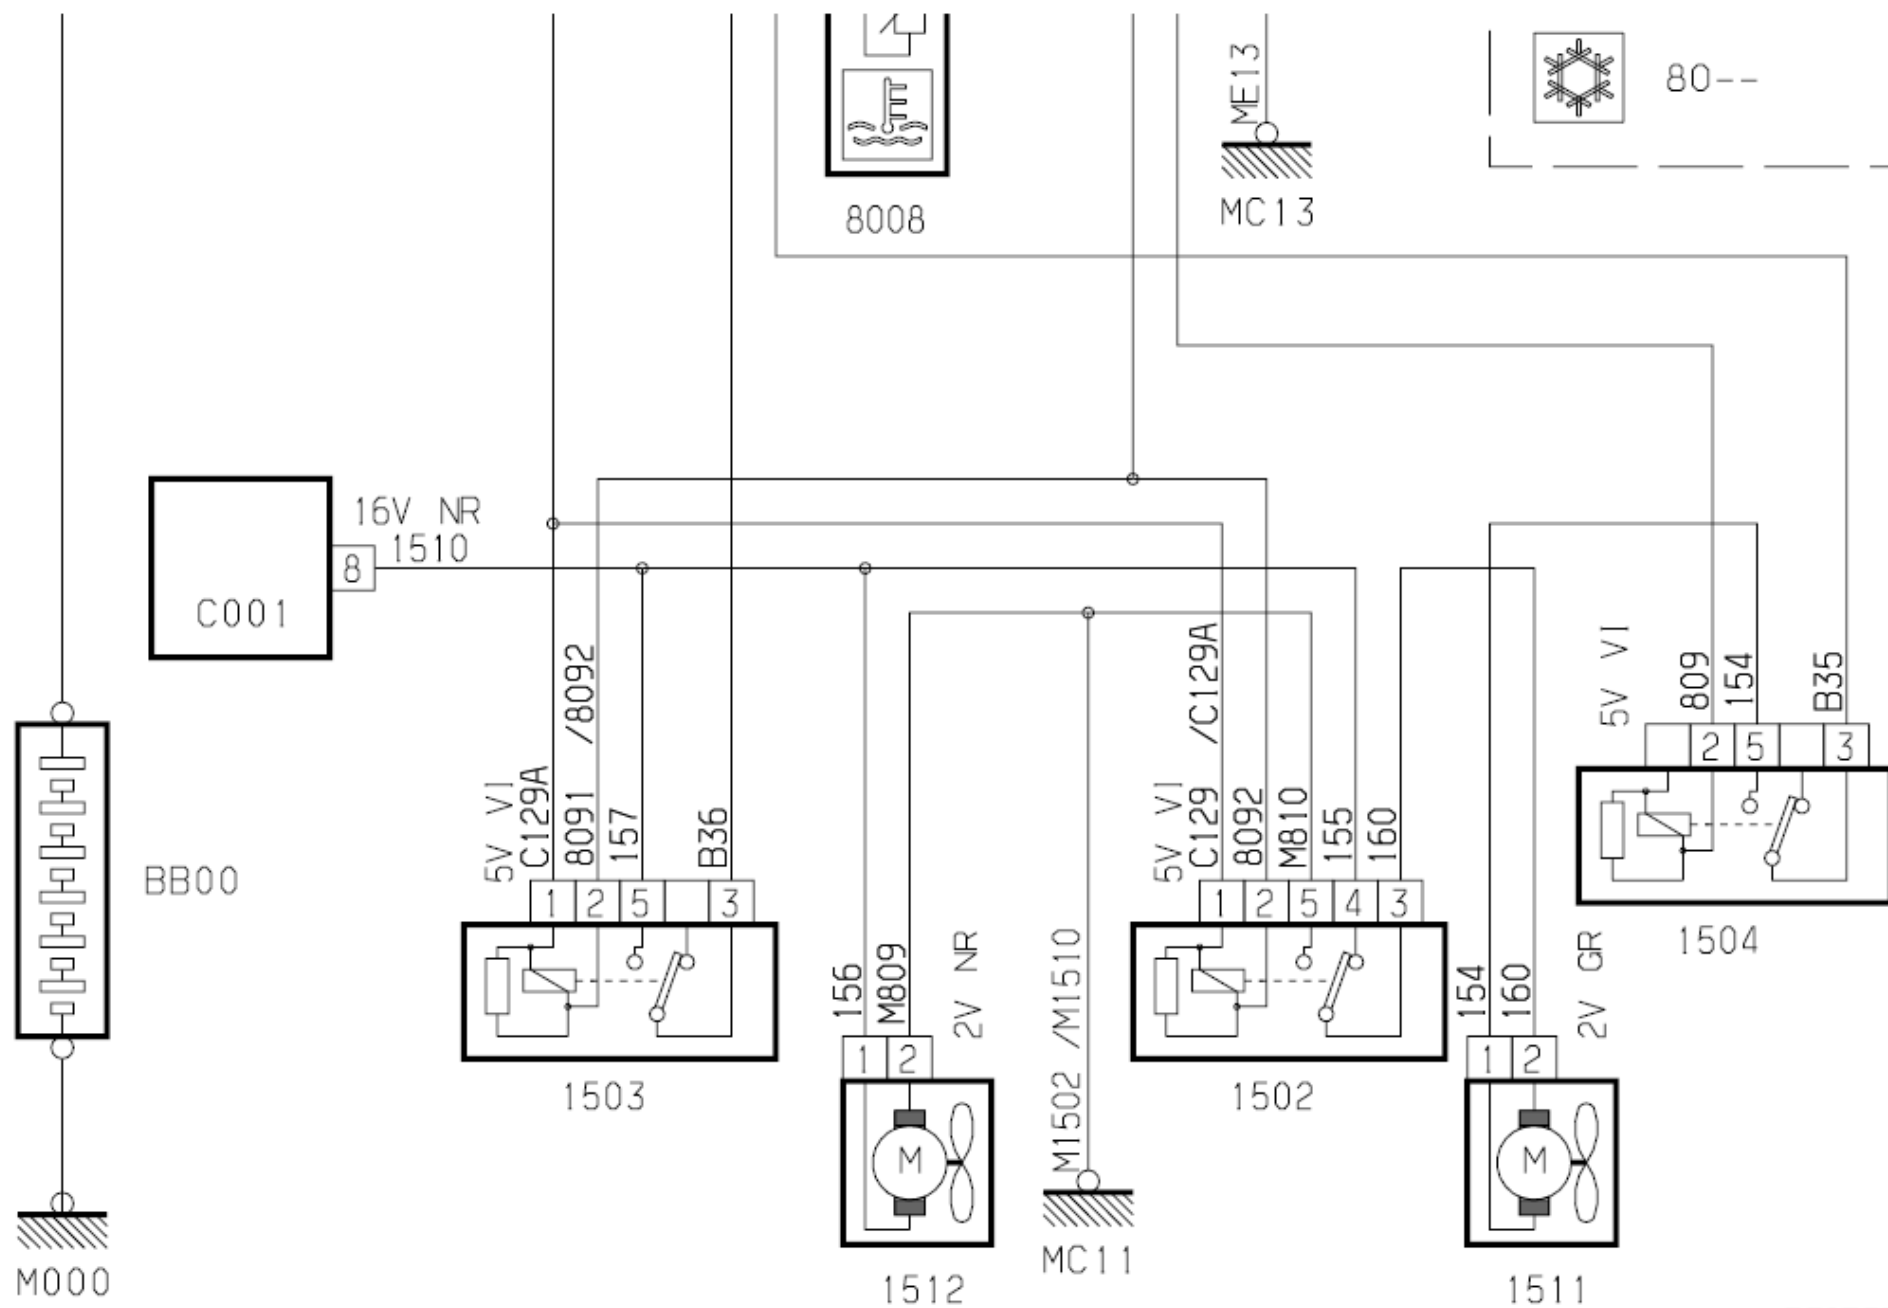 ME13
80--
MC13
8008
16V NR
1510
8
C001
BB00
M000
5V VI
C129A
8091 /8092
157
B36
1 2 5 3
1503
156
M809
2V NR
1 2
M
1512
M1502 /M1510
MC11
5V VI
C129 /C129A
8092
M810
155
160
1 2 5 4 3
1502
154
160
2V GR
1 2
M
1511
5V VI
809
154
B35
2 5 3
1504